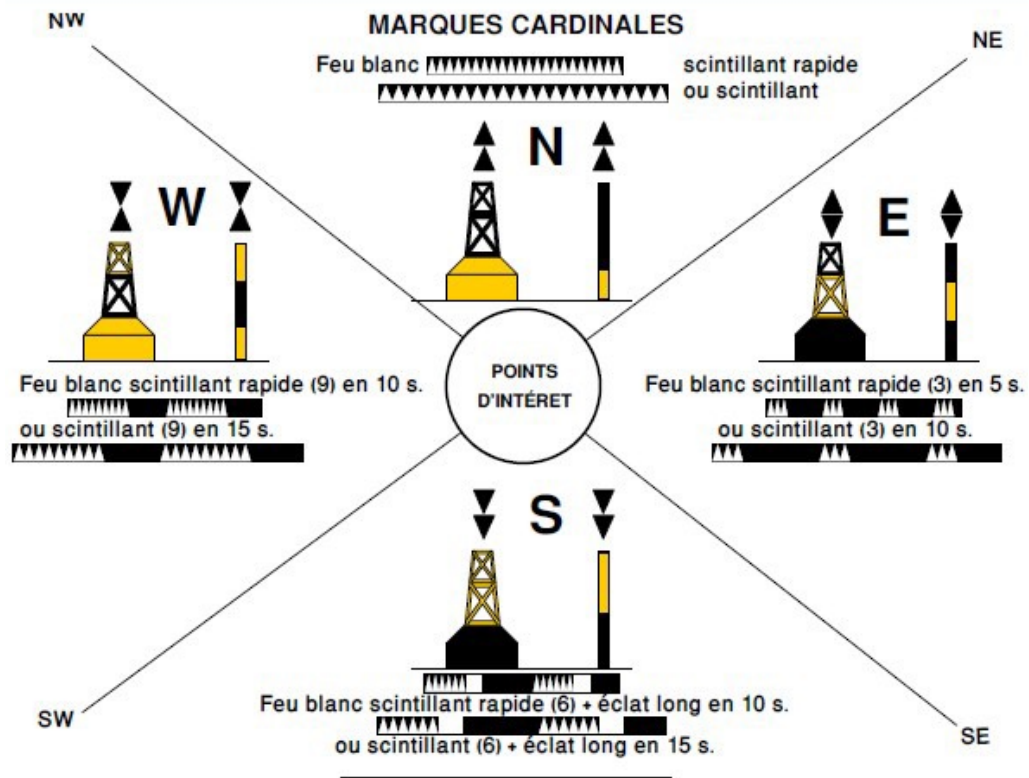 NW
MARQUES CARDINALES
NE
Feu blanc scintillant rapide
ou scintillant
N
W
E
POINTS
D'INTÉRET
Feu blanc scintillant rapide (9) en 10 s.
ou scintillant (9) en 15 s.
Feu blanc scintillant rapide (3) en 5 s.
ou scintillant (3) en 10 s.
S
Feu blanc scintillant rapide (6) + éclat long en 10 s.
ou scintillant (6) + éclat long en 15 s.
SW
SE